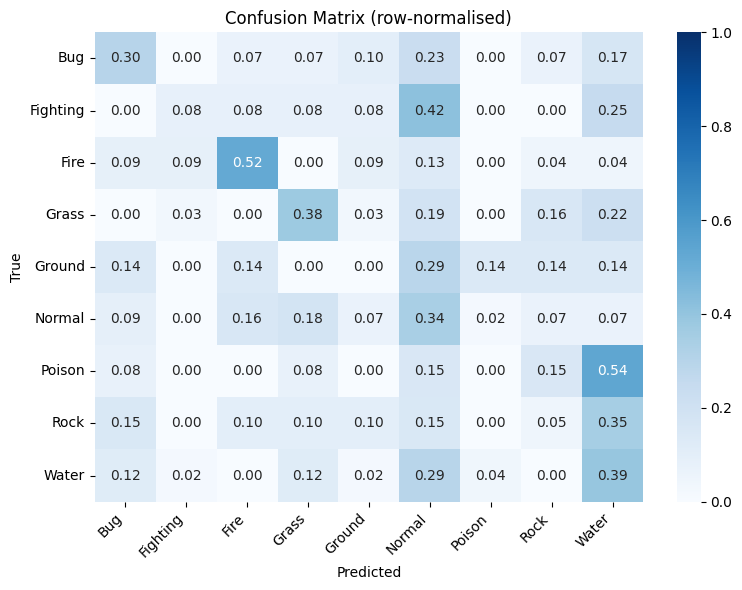 Confusion Matrix (row-normalised)
Bug 0.30 0.00 0.07 0.07 0.10 0.23 0.00 0.07 0.17
Fighting 0.00 0.08 0.08 0.08 0.08 0.42 0.00 0.00 0.25
Fire 0.09 0.09 0.52 0.00 0.09 0.13 0.00 0.04 0.04
Grass 0.00 0.03 0.00 0.38 0.03 0.19 0.00 0.16 0.22
Ground 0.14 0.00 0.14 0.00 0.00 0.29 0.14 0.14 0.14
Normal 0.09 0.00 0.16 0.18 0.07 0.34 0.02 0.07 0.07
Poison 0.08 0.00 0.00 0.08 0.00 0.15 0.00 0.15 0.54
Rock 0.15 0.00 0.10 0.10 0.10 0.15 0.00 0.05 0.35
Water 0.12 0.02 0.00 0.12 0.02 0.29 0.04 0.00 0.39
Bug Fighting Fire Grass Ground Normal Poison Rock Water
Predicted
True
1.0
0.8
0.6
0.4
0.2
0.0